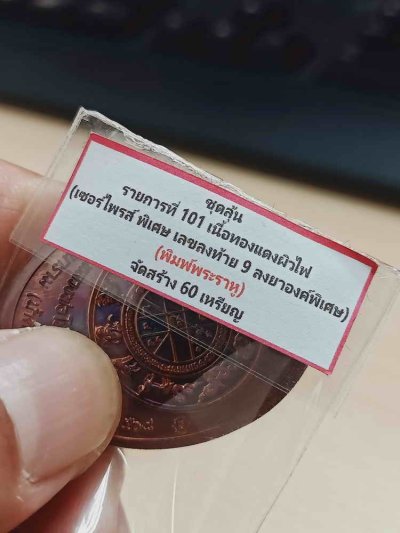 ชุดลุ้น
รายการที่ 101 เนื้อทองแดงผิวไฟ
(เซอร์ไพรส์ พิเศษ เลขลงท้าย 9 ลงยาองค์พิเศษ)
(พิมพ์พระราหู)
จัดสร้าง 60 เหรียญ